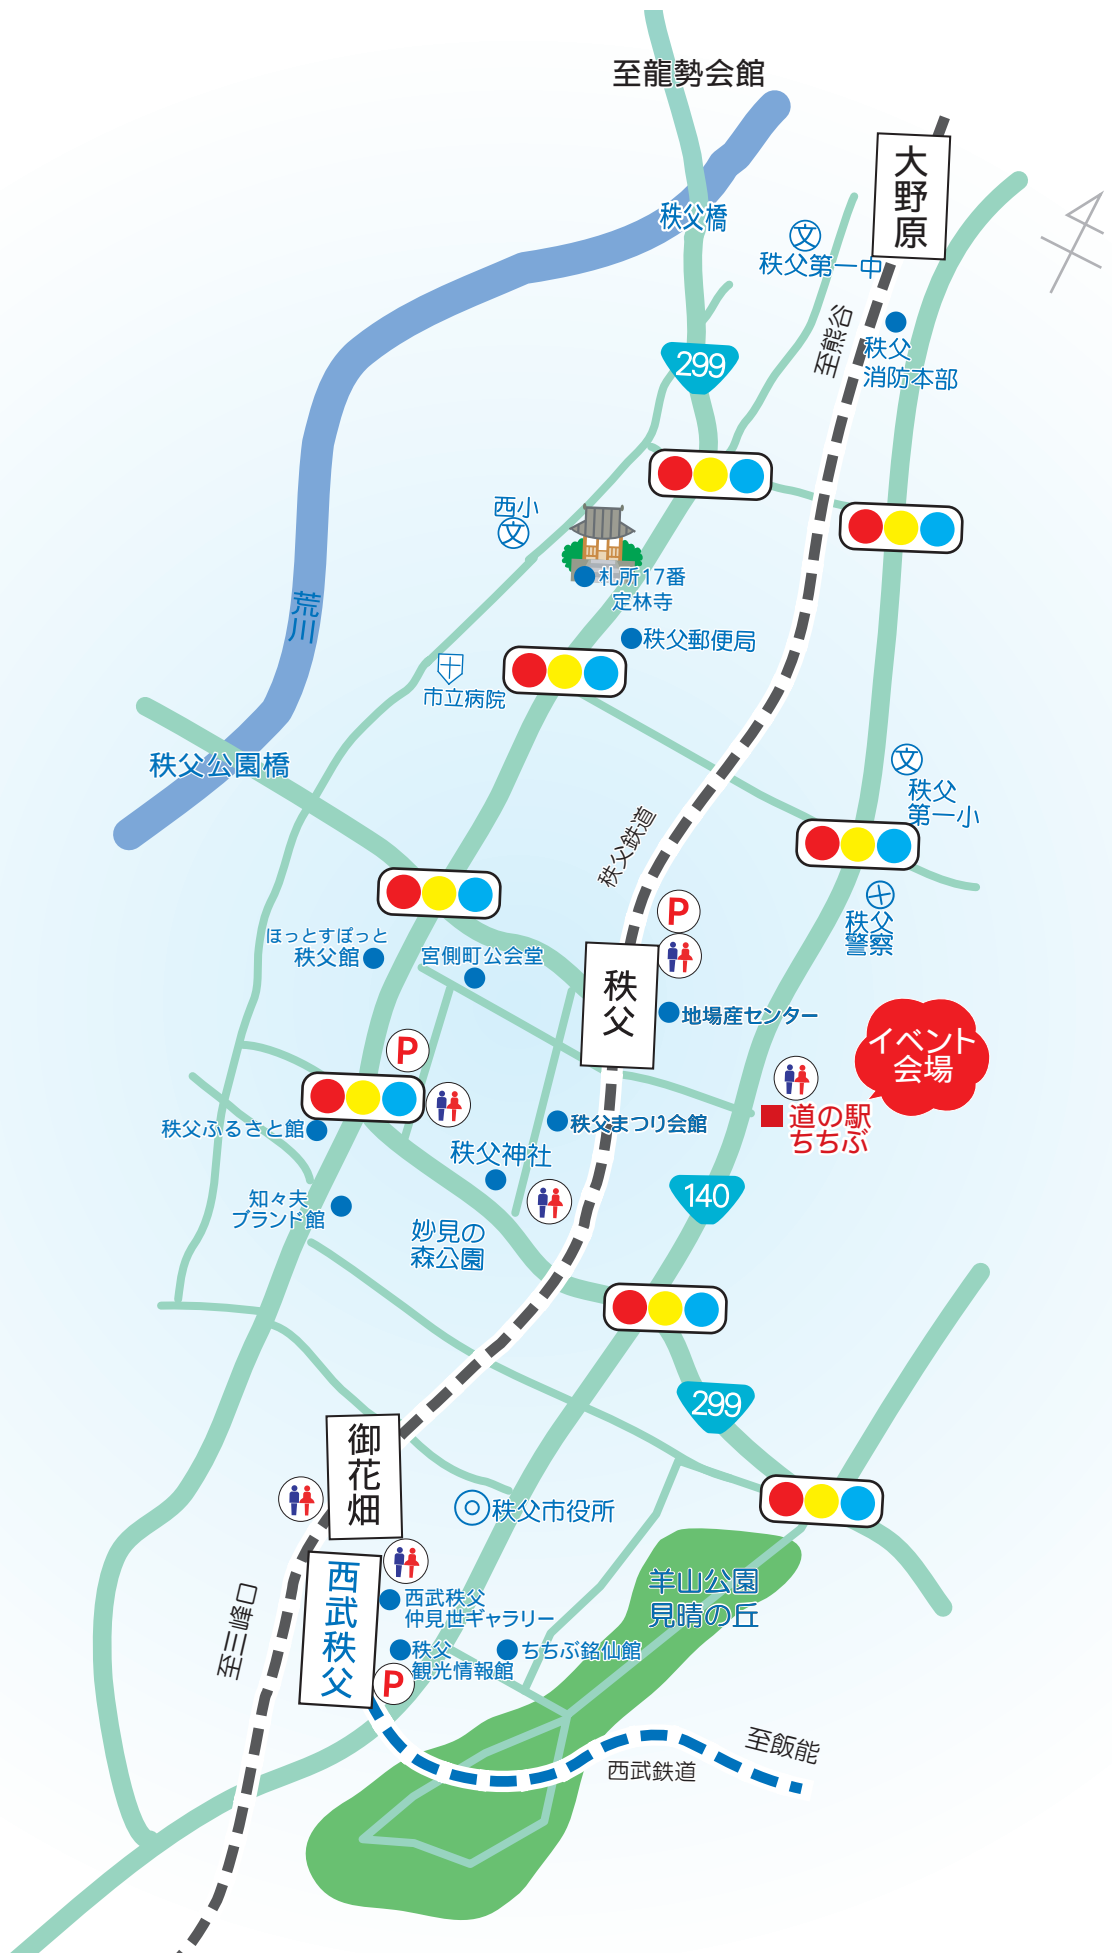 至龍勢会館
大野原
秩父橋
文
秩父第一中
至熊谷
秩父
消防本部
299
西小
文
札所17番
定林寺
秩父郵便局
荒川
市立病院
秩父公園橋
文
秩父
第一小
秩父鉄道
秩父
警察
P
ほっとすぽっと
秩父館
宮側町公会堂
秩父
地場産センター
イベント
会場
P
道の駅
ちちぶ
秩父ふるさと館
秩父まつり会館
秩父神社
知々夫
ブランド館
140
妙見の
森公園
299
御花畑
秩父市役所
西武秩父
西武秩父
仲見世ギャラリー
羊山公園
見晴の丘
至三峰口
秩父
観光情報館
ちちぶ銘仙館
P
至飯能
西武鉄道